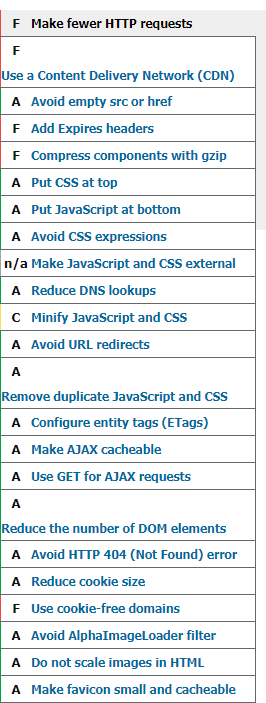 F Make fewer HTTP requests
F
Use a Content Delivery Network (CDN)
A Avoid empty src or href
F Add Expires headers
F Compress components with gzip
A Put CSS at top
A Put JavaScript at bottom
A Avoid CSS expressions
n/a Make JavaScript and CSS external
A Reduce DNS lookups
C Minify JavaScript and CSS
A Avoid URL redirects
A
Remove duplicate JavaScript and CSS
A Configure entity tags (ETags)
A Make AJAX cacheable
A Use GET for AJAX requests
A
Reduce the number of DOM elements
A Avoid HTTP 404 (Not Found) error
A Reduce cookie size
F Use cookie-free domains
A Avoid AlphaImageLoader filter
A Do not scale images in HTML
A Make favicon small and cacheable